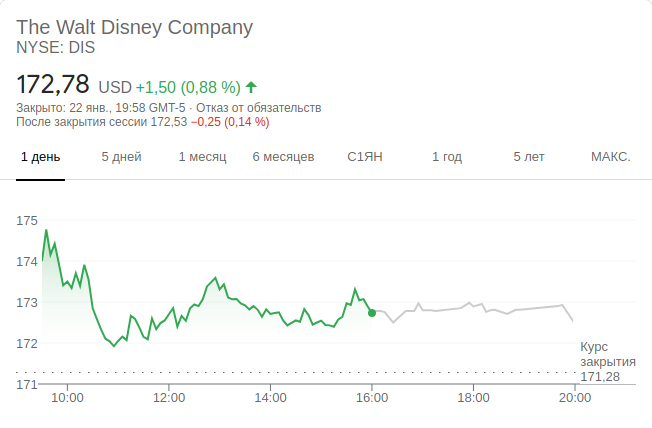 The Walt Disney Company
NYSE: DIS
172,78 USD +1,50 (0,88 %)
Закрыто: 22 янв., 19:58 GMT-5 · Отказ от обязательств
После закрытия сессии 172,53 −0,25 (0,14 %)
1 день 5 дней 1 месяц 6 месяцев С1ЯН 1 год 5 лет МАКС.
175
174
173
172
Курс
закрытия
171,28
171
10:00 12:00 14:00 16:00 18:00 20:00